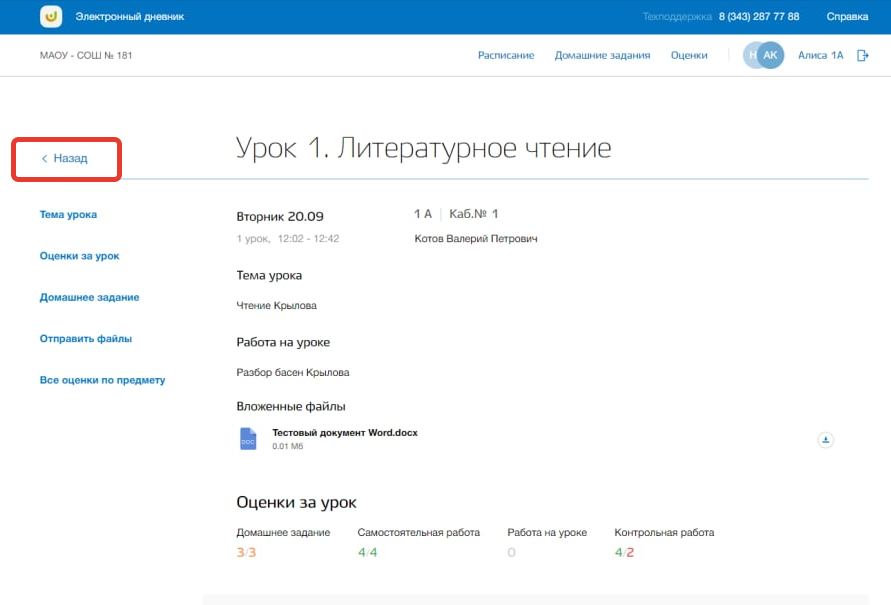 Электронный дневник
Техподдержка 8 (343) 287 77 88 Справка
МАОУ - СОШ № 181
Расписание Домашние задания Оценки Н АК Алиса 1А
Назад
Урок 1. Литературное чтение
Тема урока
Оценки за урок
Домашнее задание
Отправить файлы
Все оценки по предмету
Вторник 20.09
1 урок, 12:02 - 12:42
1 А Каб.№ 1
Котов Валерий Петрович
Тема урока
Чтение Крылова
Работа на уроке
Разбор басен Крылова
Вложенные файлы
DOC
Тестовый документ Word.docx
0.01 Мб
Оценки за урок
Домашнее задание Самостоятельная работа Работа на уроке Контрольная работа
3/3 4/4 0 4/2